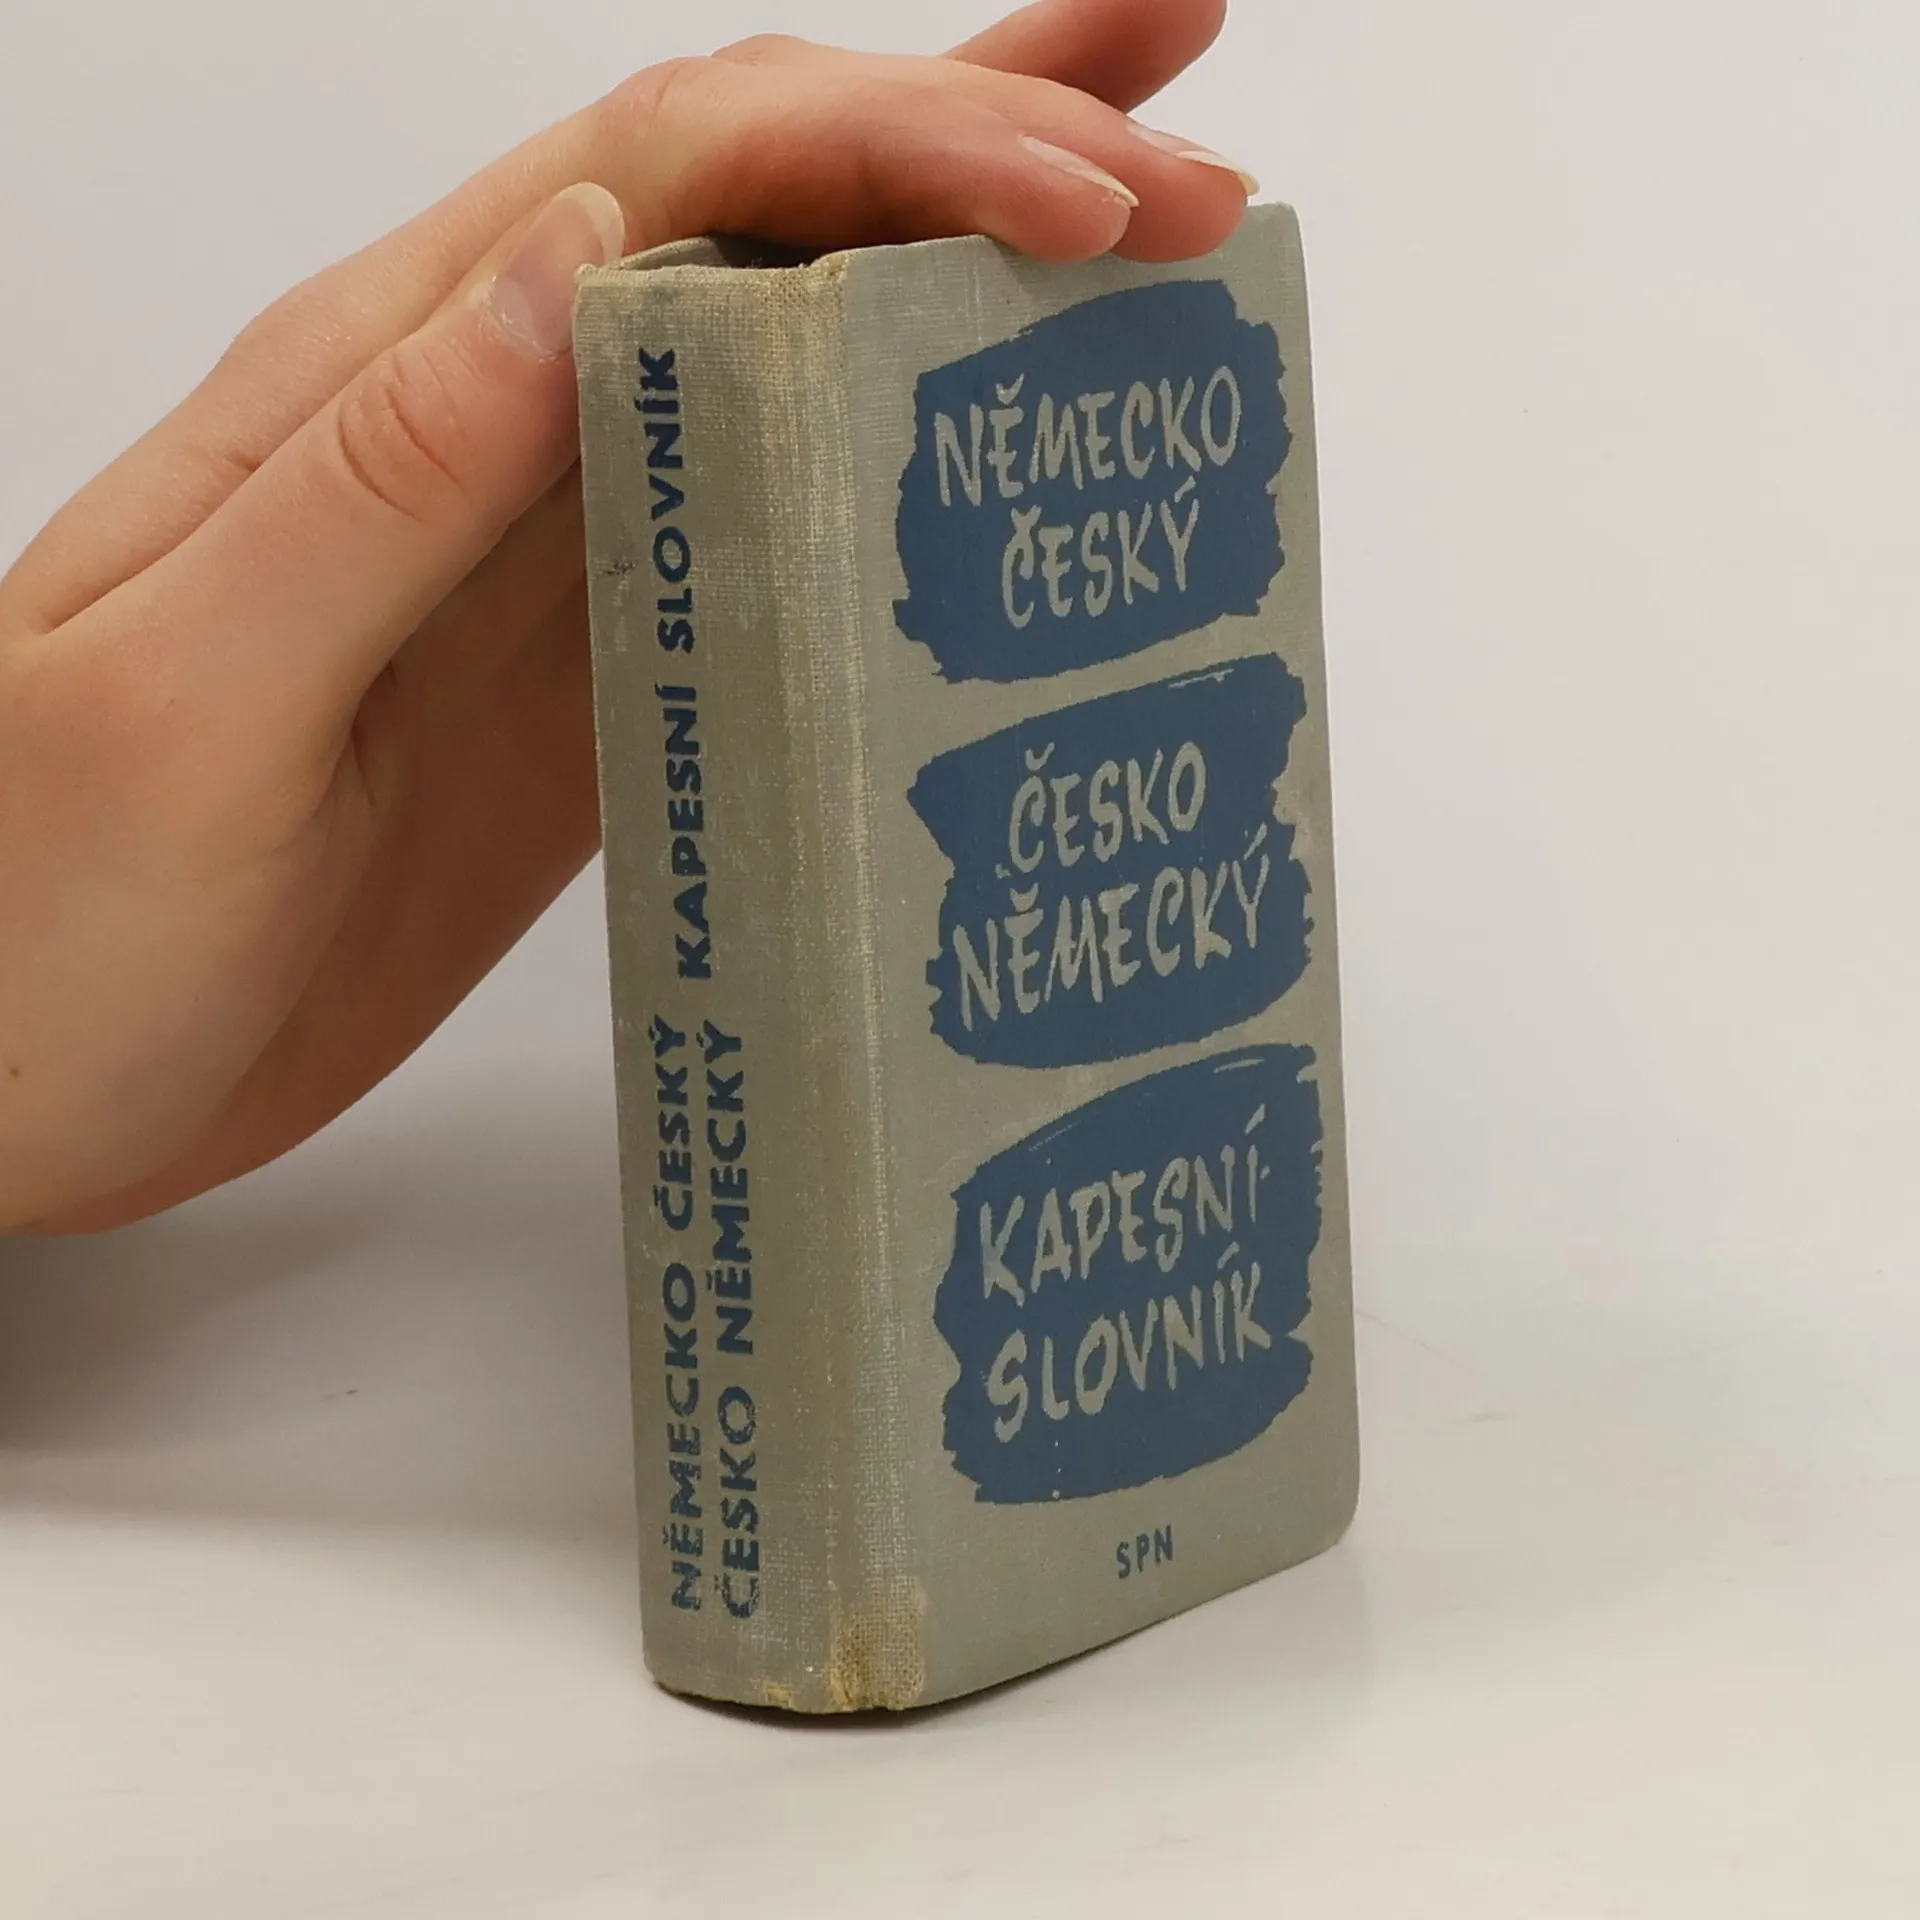 NĚMECKO ČESKÝ KAPESNÍ SLOVNÍK
ČESKO NĚMECKÝ
NĚMECKO
ČESKÝ
ČESKO
NĚMECKÝ
KAPESNÍ
SLOVNÍK
SPN